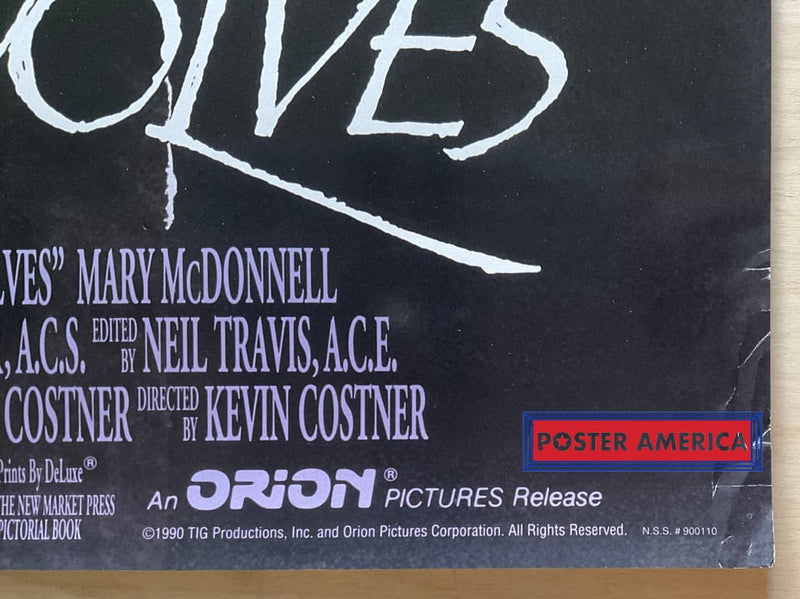 OLVES
LVES” MARY McDONNELL
, A.C.S. EDITED BY NEIL TRAVIS, A.C.E.
COSTNER DIRECTED BY KEVIN COSTNER
POSTER AMERICA
Prints By DeLuxe®
THE NEW MARKET PRESS
PICTORIAL BOOK
An ORION® PICTURES Release
©1990 TIG Productions, Inc. and Orion Pictures Corporation. All Rights Reserved. N.S.S. # 900110